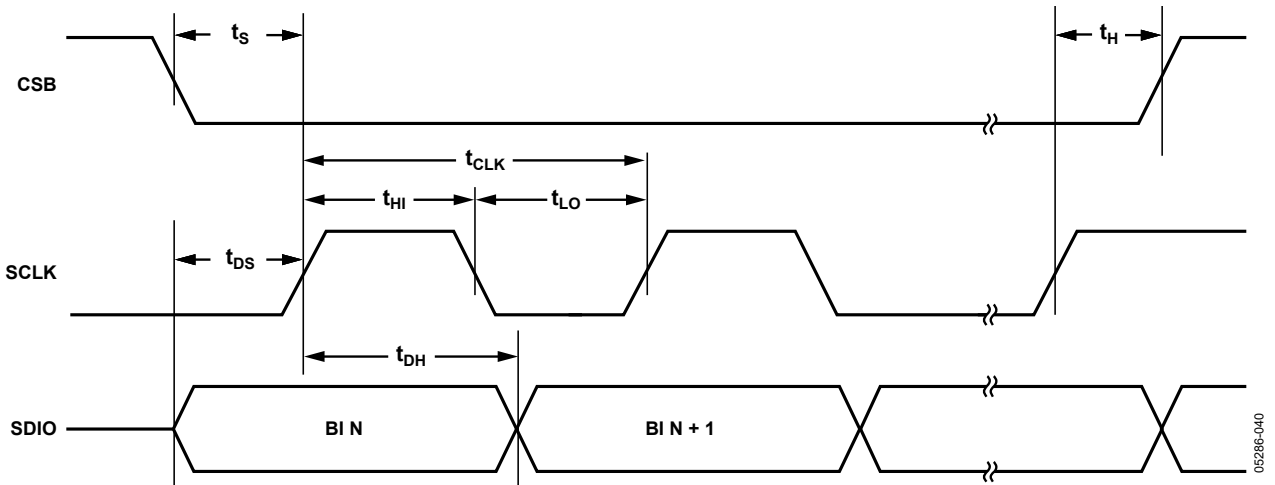 tS
tH
CSB
tCLK
tHI
tLO
tDS
SCLK
tDH
SDIO
BI N
BI N + 1
05286-040